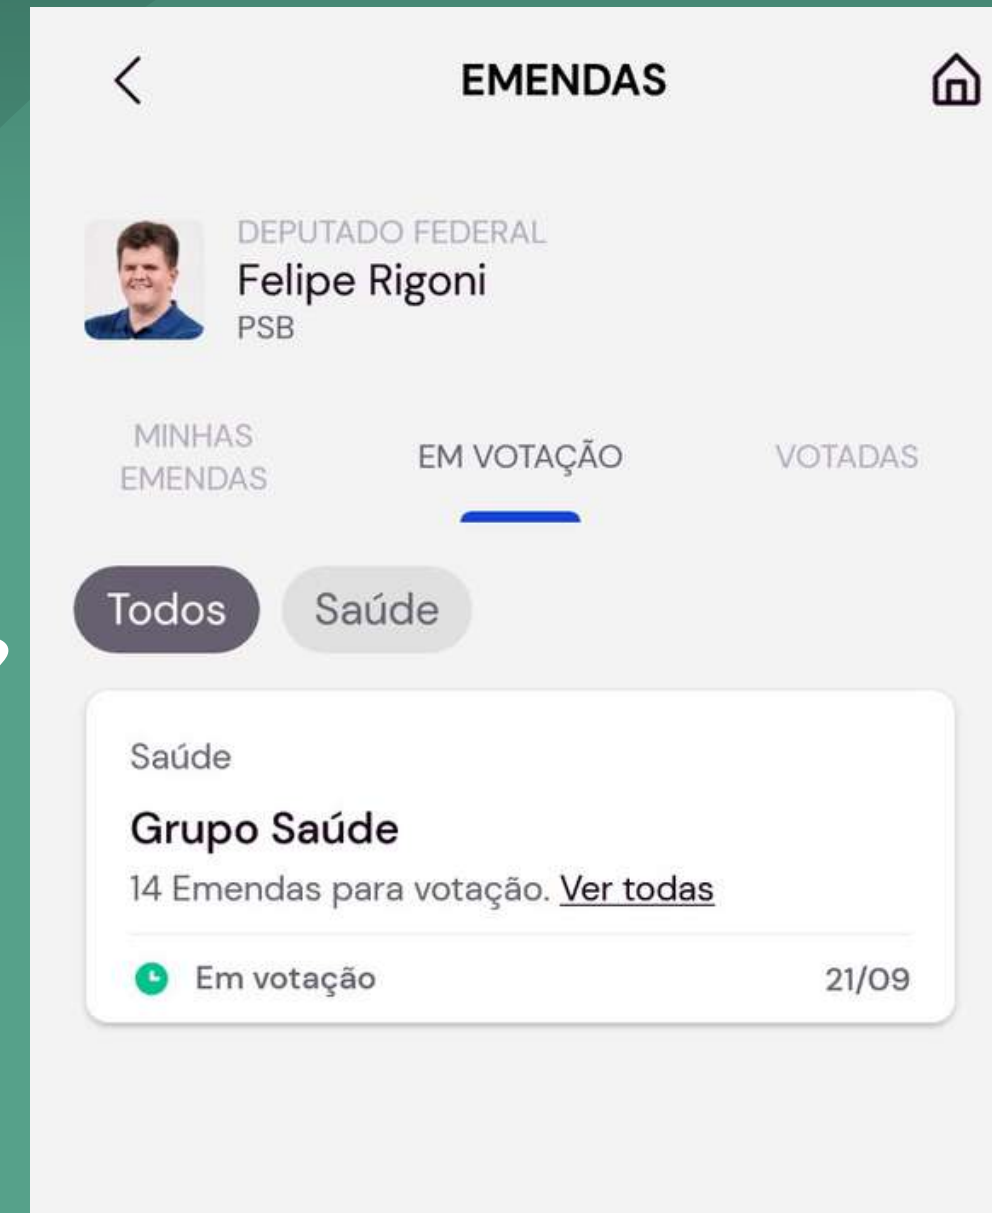 EMENDAS
DEPUTADO FEDERAL
Felipe Rigoni
PSB
MINHAS
EMENDAS
EM VOTAÇÃO
VOTADAS
Todos
Saúde
Saúde
Grupo Saúde
14 Emendas para votação. Ver todas
Em votação
21/09